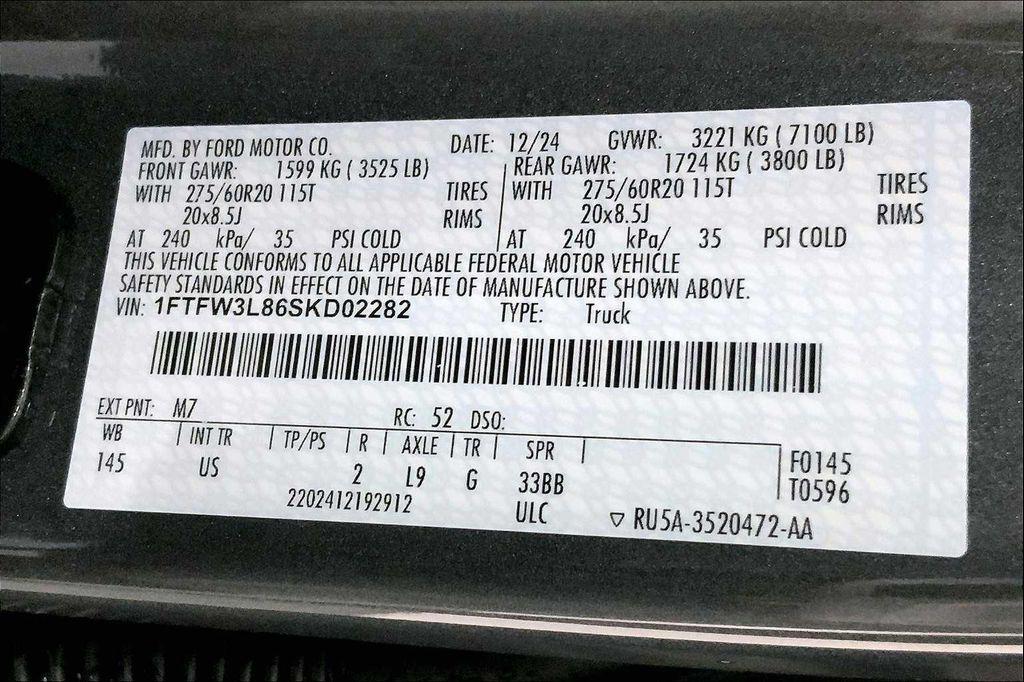 MFD. BY FORD MOTOR CO. DATE: 12/24 GVWR: 3221 KG ( 7100 LB)
FRONT GAWR: 1599 KG ( 3525 LB) REAR GAWR: 1724 KG ( 3800 LB)
WITH 275/60R20 115T TIRES WITH 275/60R20 115T TIRES
20x8.5J RIMS 20x8.5J RIMS
AT 240 kPa/ 35 PSI COLD AT 240 kPa/ 35 PSI COLD
THIS VEHICLE CONFORMS TO ALL APPLICABLE FEDERAL MOTOR VEHICLE
SAFETY STANDARDS IN EFFECT ON THE DATE OF MANUFACTURE SHOWN ABOVE.
VIN: 1FTFW3L86SKD02282 TYPE: Truck
EXT PNT: M7 RC: 52 DSO:
WB INT TR TP/PS R AXLE TR SPR
145 US 2 L9 G 33BB F0145
2202412192912 ULC T0596
RU5A-3520472-AA